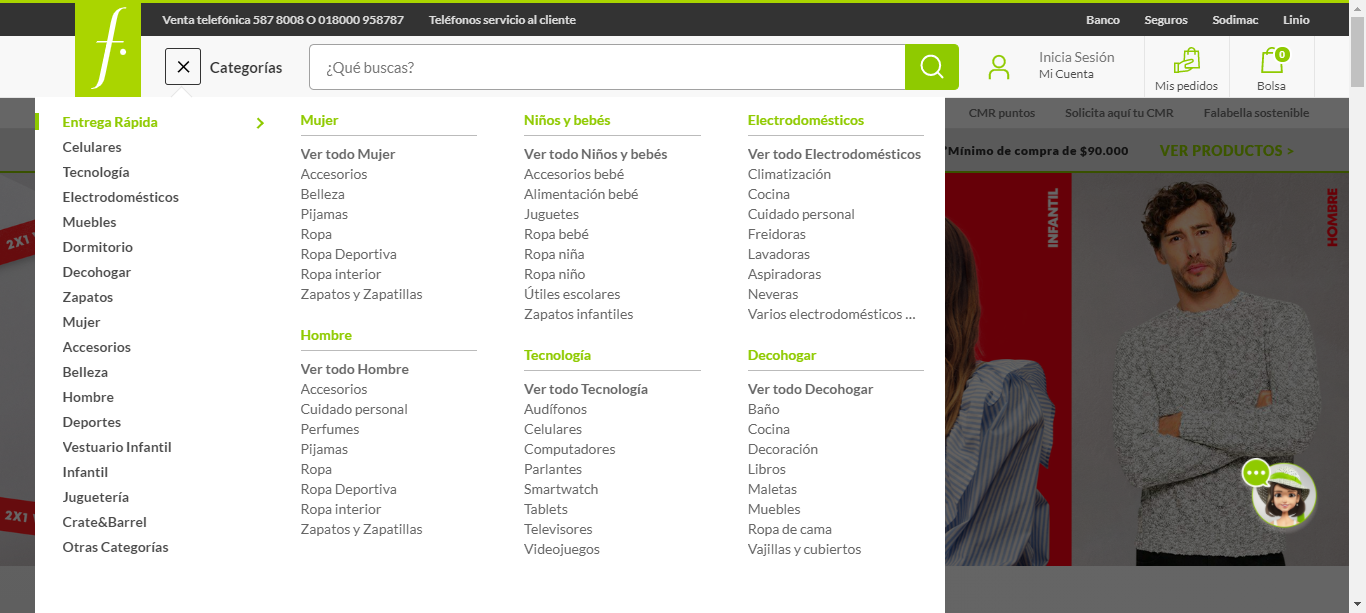 Venta telefónica 587 8008 O 018000 958787
Teléfonos servicio al cliente
Banco
Seguros
Sodimac
Linio
f.
Categorías
¿Qué buscas?
Inicia Sesión
Mi Cuenta
Mis pedidos
0
Bolsa
CMR puntos
Solicita aquí tu CMR
Falabella sostenible
*Mínimo de compra de $90.000
VER PRODUCTOS >
Entrega Rápida
Celulares
Tecnología
Electrodomésticos
Muebles
Dormitorio
Decohogar
Zapatos
Mujer
Accesorios
Belleza
Hombre
Deportes
Vestuario Infantil
Infantil
Juguetería
Crate&Barrel
Otras Categorías
Mujer
Ver todo Mujer
Accesorios
Belleza
Pijamas
Ropa
Ropa Deportiva
Ropa interior
Zapatos y Zapatillas
Hombre
Ver todo Hombre
Accesorios
Cuidado personal
Perfumes
Pijamas
Ropa
Ropa Deportiva
Ropa interior
Zapatos y Zapatillas
Niños y bebés
Ver todo Niños y bebés
Accesorios bebé
Alimentación bebé
Juguetes
Ropa bebé
Ropa niña
Ropa niño
Útiles escolares
Zapatos infantiles
Tecnología
Ver todo Tecnología
Audífonos
Celulares
Computadores
Parlantes
Smartwatch
Tablets
Televisores
Videojuegos
Electrodomésticos
Ver todo Electrodomésticos
Climatización
Cocina
Cuidado personal
Freidoras
Lavadoras
Aspiradoras
Neveras
Varios electrodomésticos ...
Decohogar
Ver todo Decohogar
Baño
Cocina
Decoración
Libros
Maletas
Muebles
Ropa de cama
Vajillas y cubiertos
2X1
2X1
INFANTIL
HOMBRE